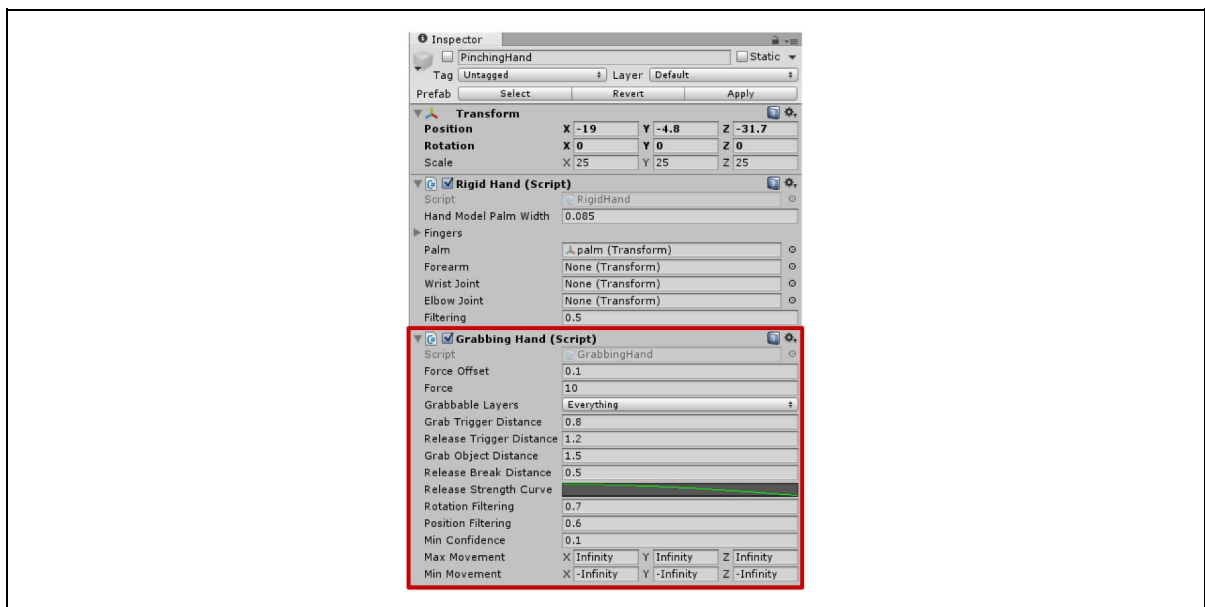 Inspector
PinchingHand Static
Tag Untagged Layer Default
Prefab Select Revert Apply
Transform
Position X -19 Y -4.8 Z -31.7
Rotation X 0 Y 0 Z 0
Scale X 25 Y 25 Z 25
Rigid Hand (Script)
Script RigidHand
Hand Model Palm Width 0.085
Fingers
Palm palm (Transform)
Forearm None (Transform)
Wrist Joint None (Transform)
Elbow Joint None (Transform)
Filtering 0.5
Grabbing Hand (Script)
Script GrabbingHand
Force Offset 0.1
Force 10
Grabbable Layers Everything
Grab Trigger Distance 0.8
Release Trigger Distance 1.2
Grab Object Distance 1.5
Release Break Distance 0.5
Release Strength Curve
Rotation Filtering 0.7
Position Filtering 0.6
Min Confidence 0.1
Max Movement X Infinity Y Infinity Z Infinity
Min Movement X -Infinity Y -Infinity Z -Infinity